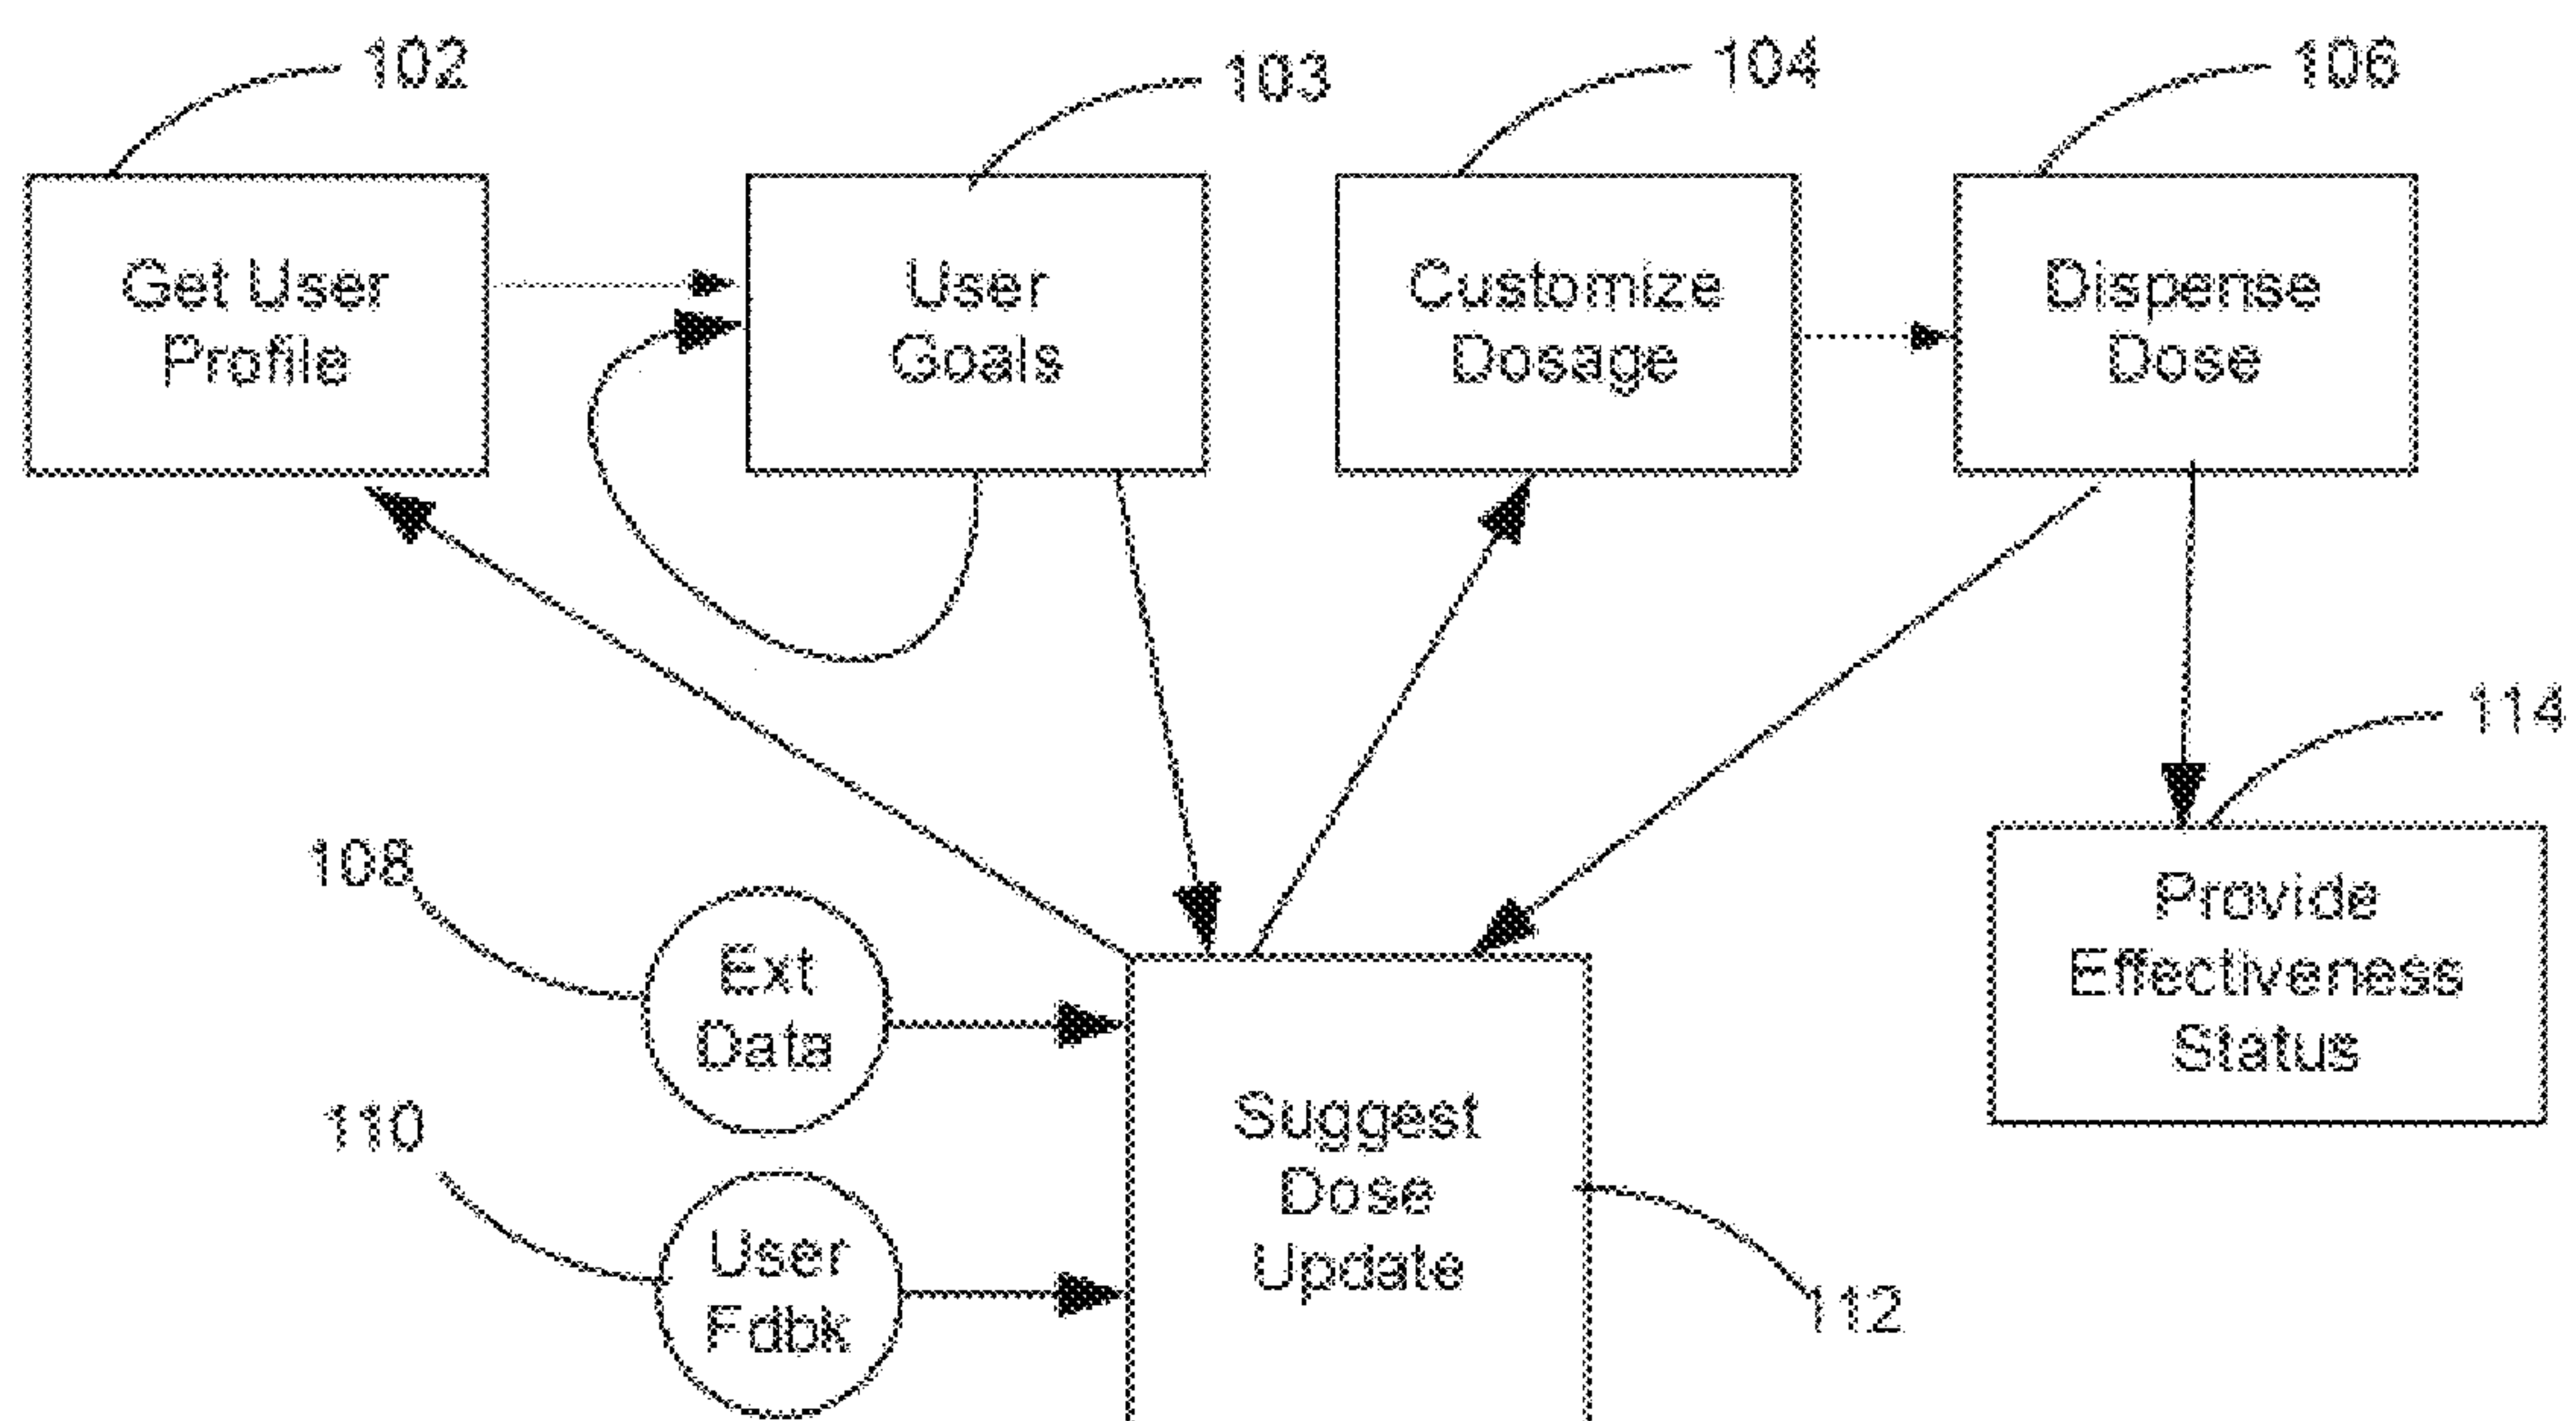 102
103
104
106
Get User
Profile
User
Goals
Customize
Dosage
Dispense
Dose
114
108
Ext
Data
Provide
Effectiveness
Status
110
User
Fdbk
Suggest
Dose
Update
112